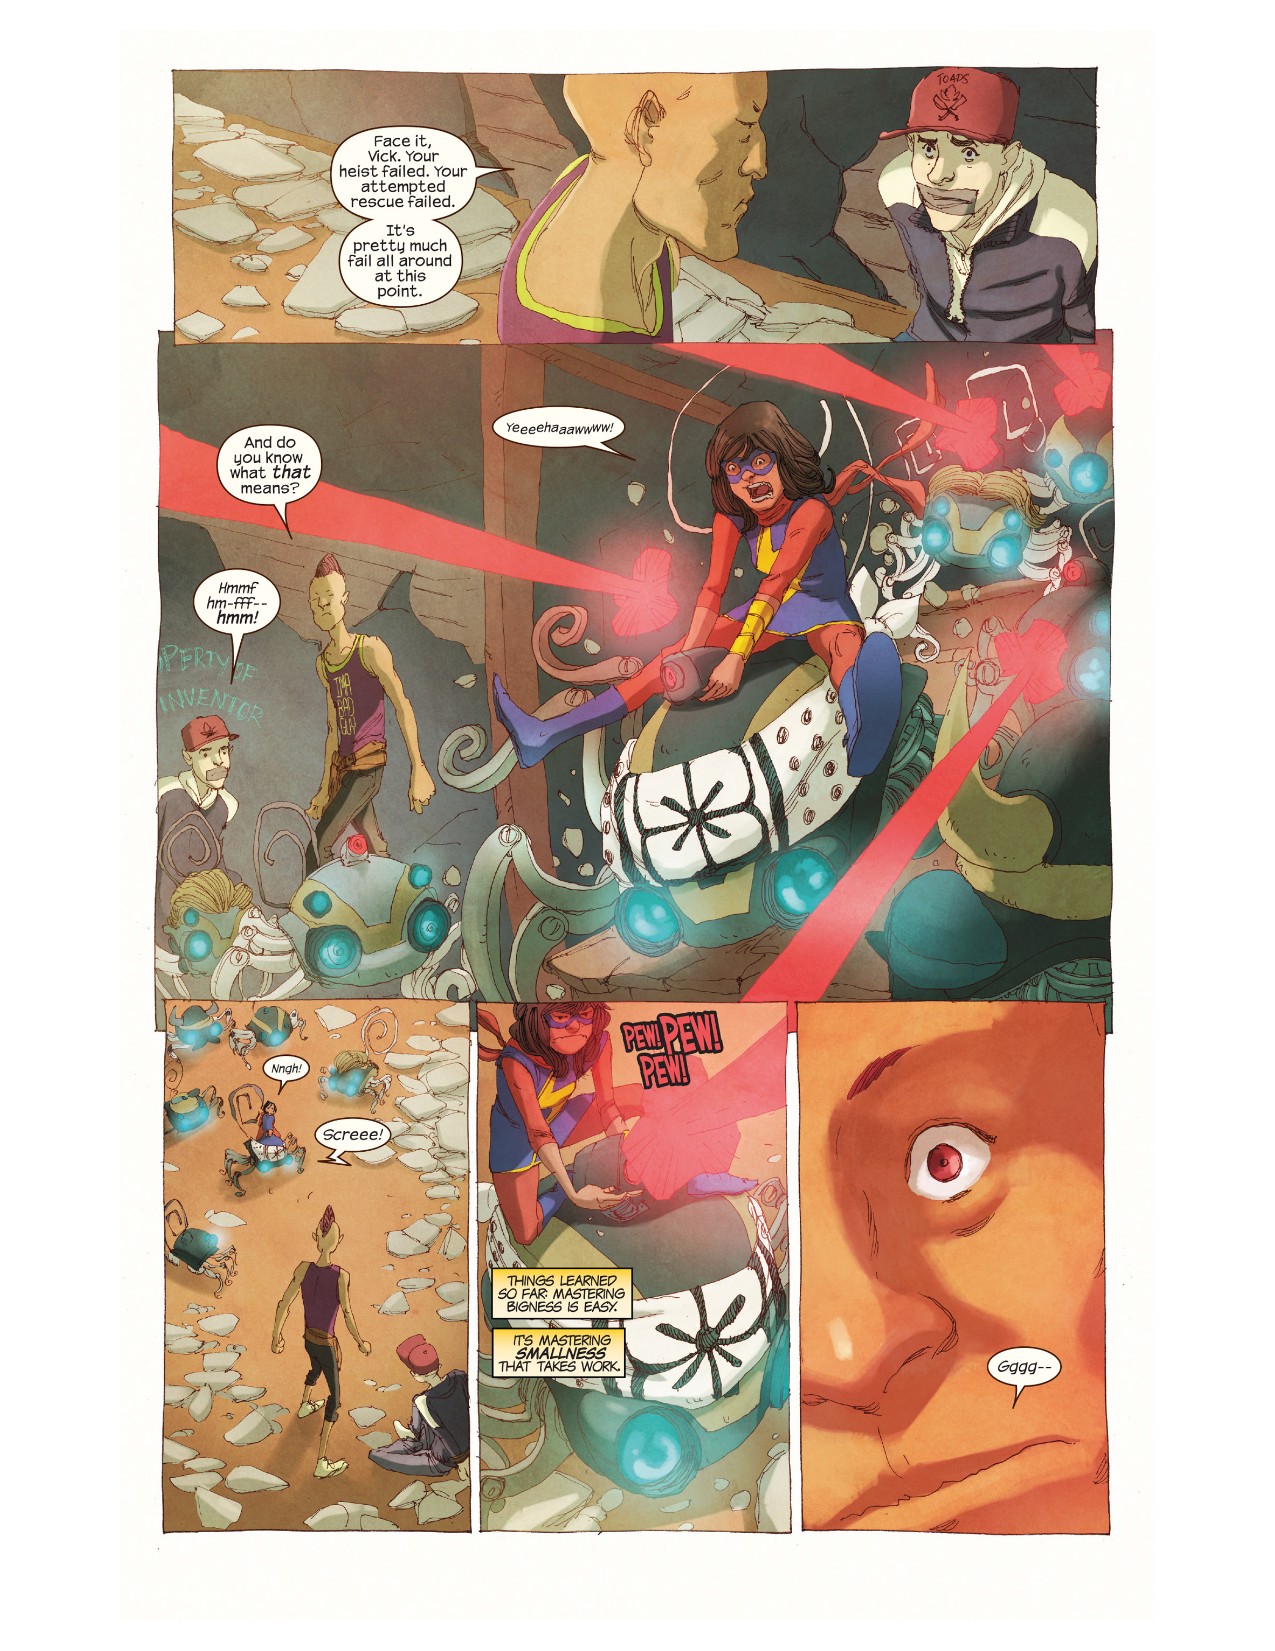 TOADS
Face it,
Vick. Your
heist failed. Your
attempted
rescue failed.
It's
pretty much
fail all around
at this
point.
And do
you know
what that
means?
Yeeeehaaawwww!
Hmmf
hm-fff--
hmm!
OPERTY OF
INVENTOR
I'MA
BAD
GUY
Nngh!
Screee!
PEW! PEW!
PEW!
THINGS LEARNED
SO FAR: MASTERING
BIGNESS IS EASY.
IT'S MASTERING
SMALLNESS
THAT TAKES WORK.
Gggg--